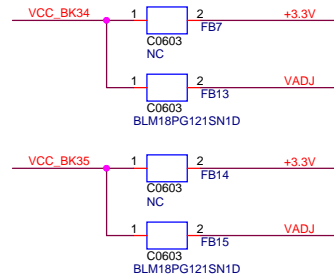 VCC_BK34 1 2 +3.3V
FB7
C0603
NC
1 2 VADJ
FB13
C0603
BLM18PG121SN1D
VCC_BK35 1 2 +3.3V
FB14
C0603
NC
1 2 VADJ
FB15
C0603
BLM18PG121SN1D